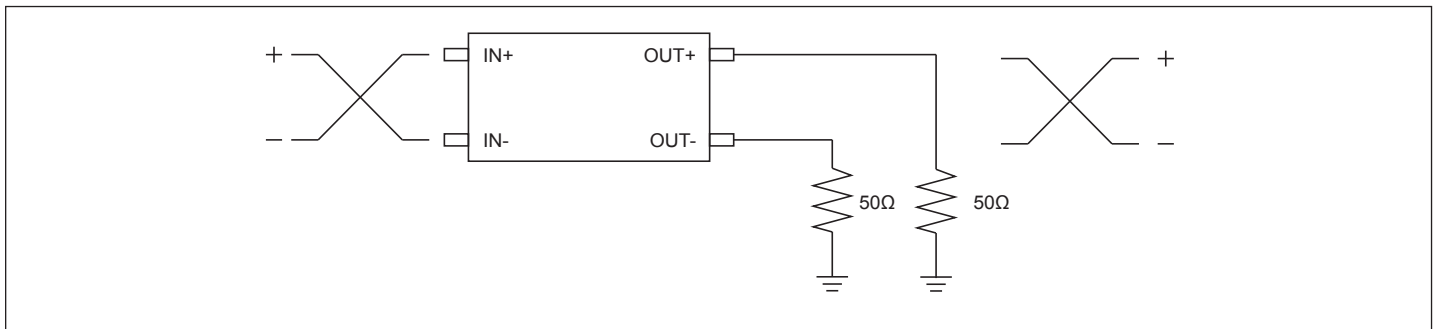 + IN+ OUT+ +
− IN- OUT- −
50Ω 50Ω